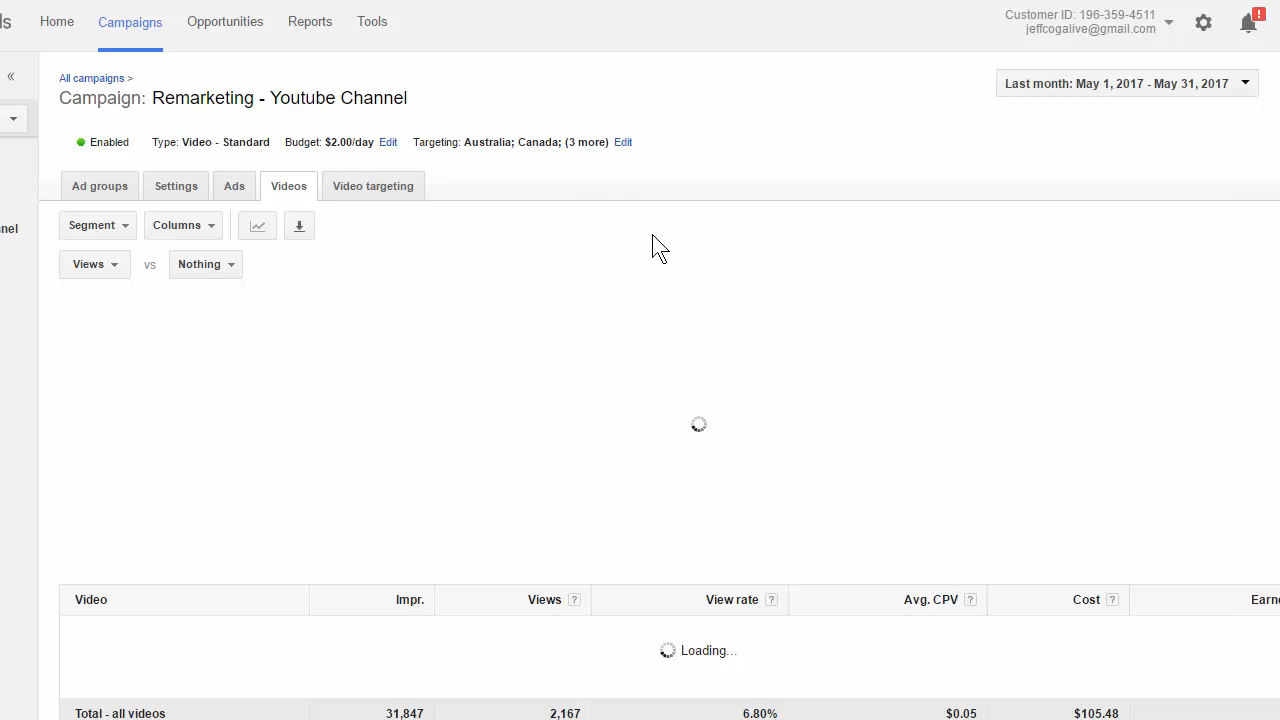 ls Home Campaigns Opportunities Reports Tools
Customer ID: 196-359-4511
jeffcogalive@gmail.com
!
«
All campaigns >
Campaign: Remarketing - Youtube Channel
Last month: May 1, 2017 - May 31, 2017
Enabled Type: Video - Standard Budget: $2.00/day Edit Targeting: Australia; Canada; (3 more) Edit
Ad groups Settings Ads Videos Video targeting
Segment Columns
nel
Views vs Nothing
Video Impr. Views ? View rate ? Avg. CPV ? Cost ? Earne
Loading...
Total - all videos 31,847 2,167 6.80% $0.05 $105.48